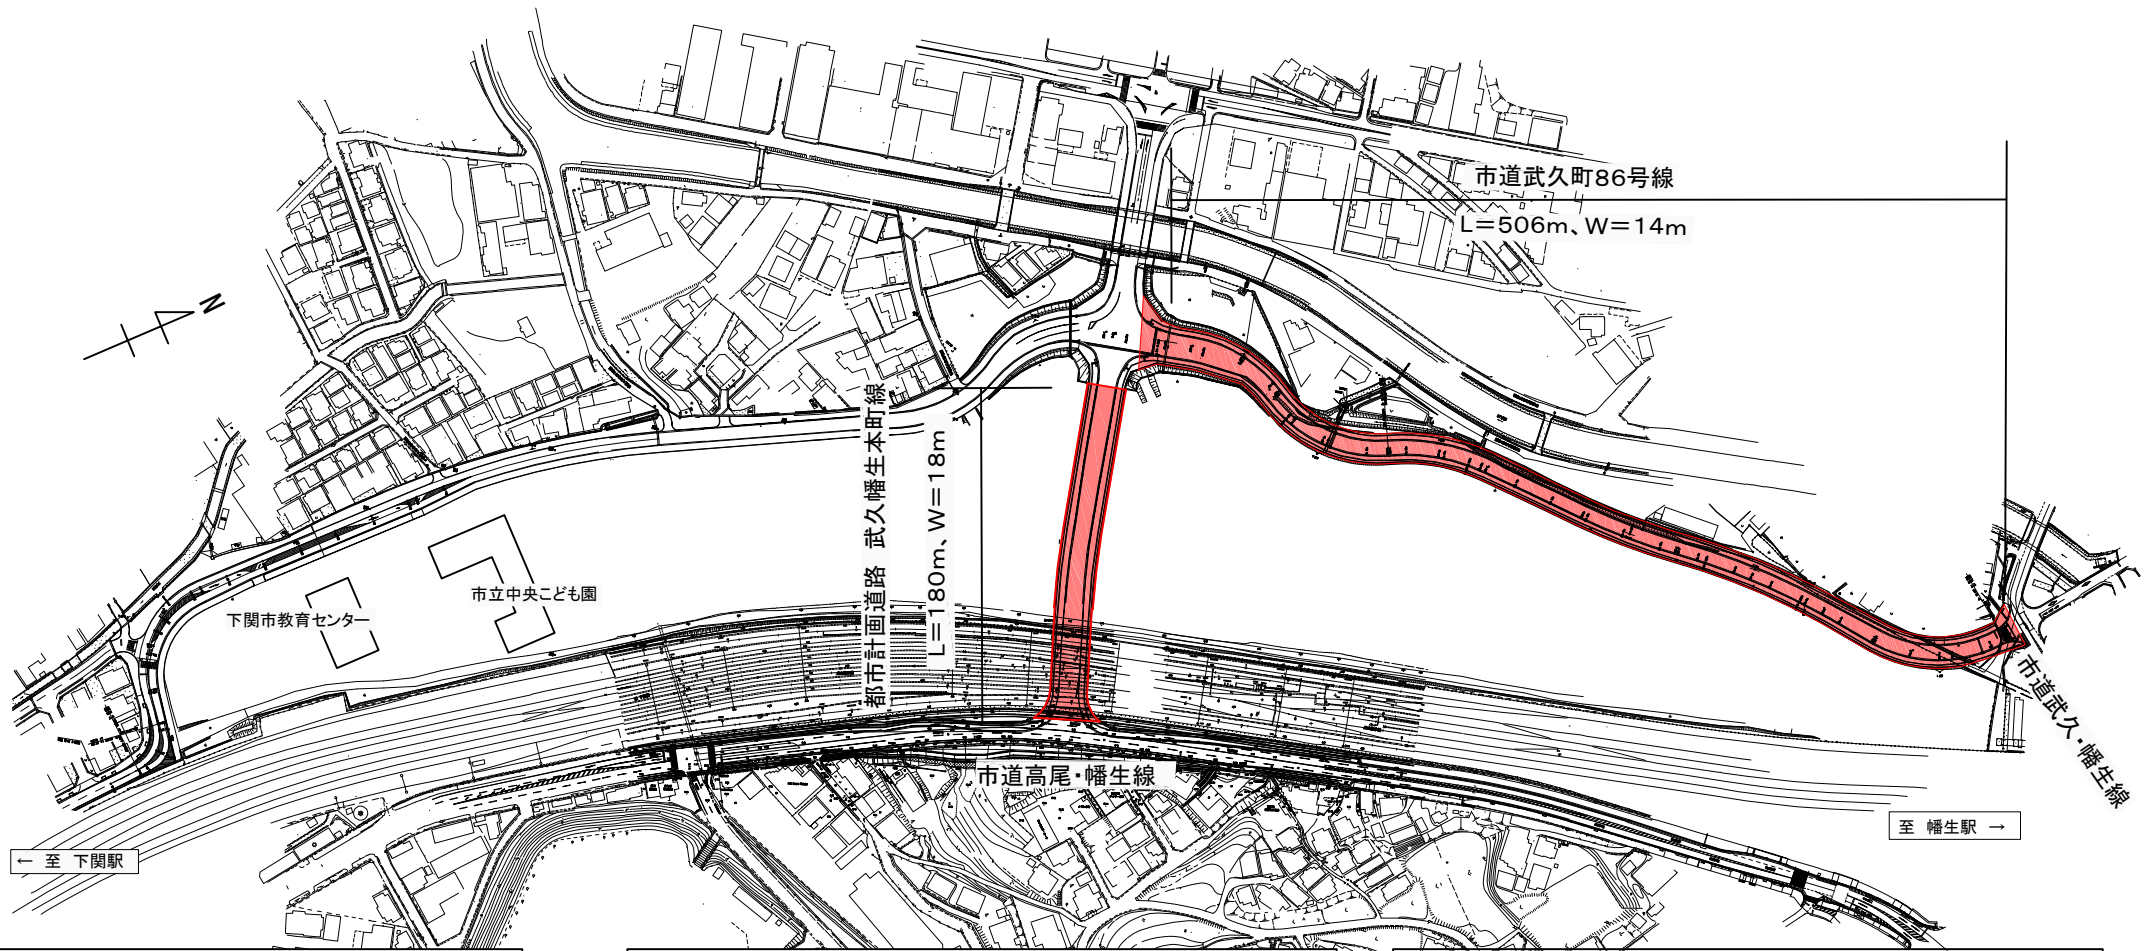 市道武久町86号線
L=506m、W=14m
N
都市計画道路 武久幡生本町線
L=180m、W=18m
市立中央こども園
下関市教育センター
市道武久・幡生線
市道高尾・幡生線
至 幡生駅 →
← 至 下関駅